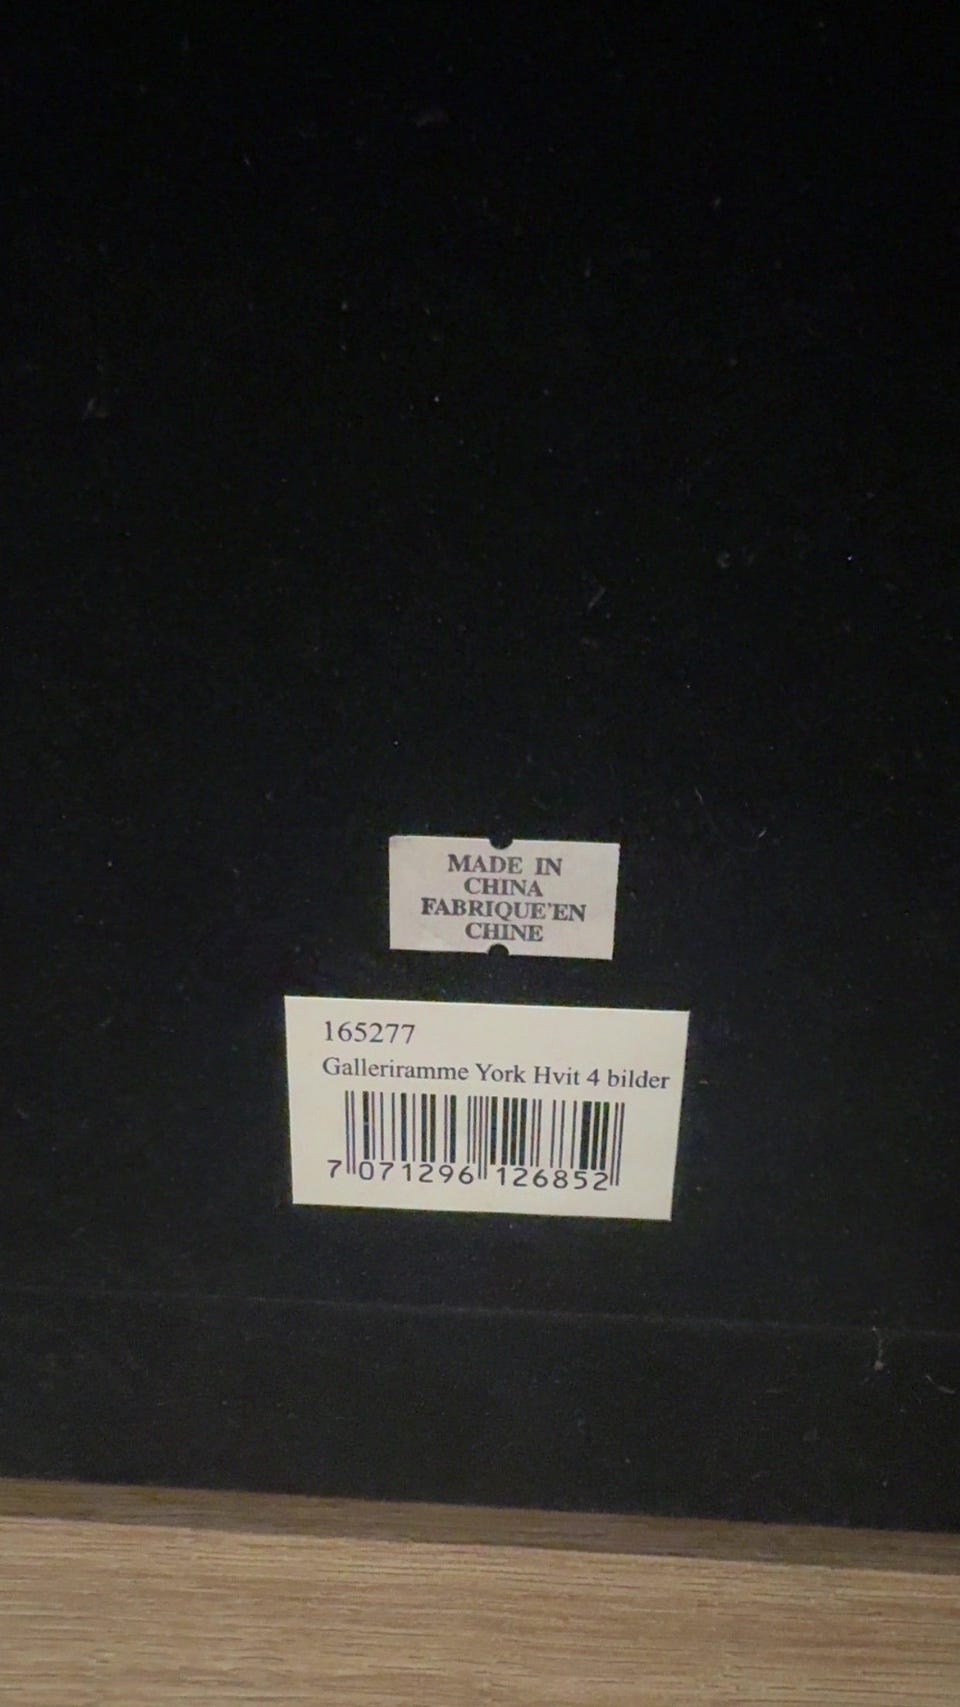 MADE IN
CHINA
FABRIQUE'EN
CHINE
165277
Galleriramme York Hvit 4 bilder
7 071296 126852